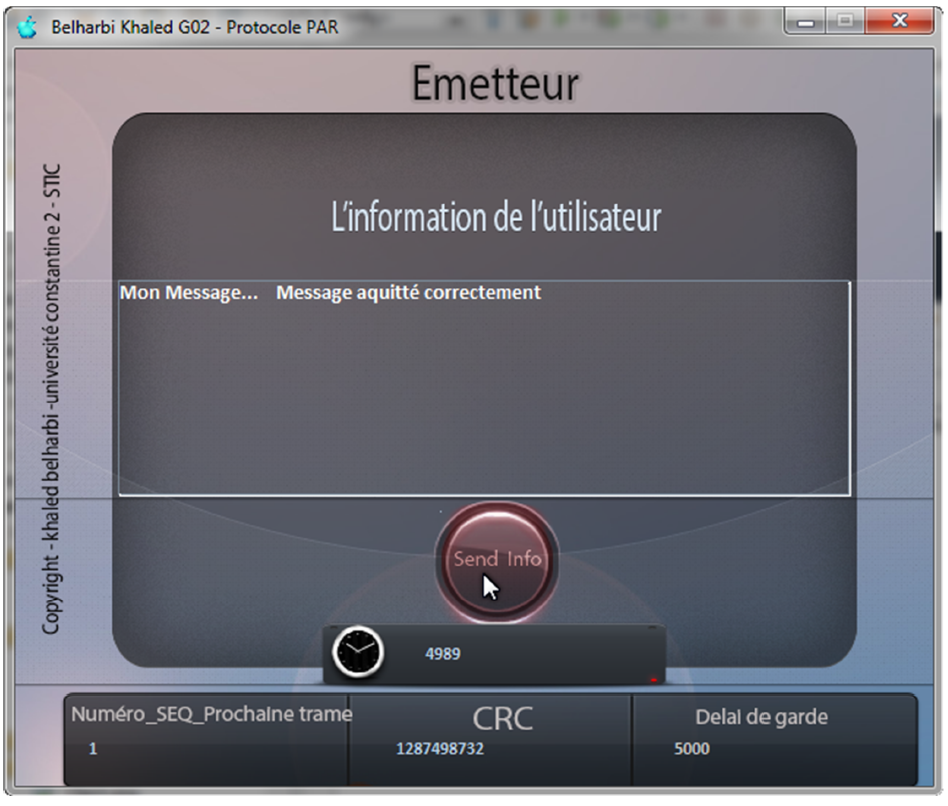 Belharbi Khaled G02 - Protocole PAR
Emetteur
Copyright - khaled belharbi -université constantine 2 - STIC
L'information de l'utilisateur
Mon Message... Message aquitté correctement
Send Info
4989
Numéro_SEQ_Prochaine trame
1
CRC
1287498732
Delai de garde
5000